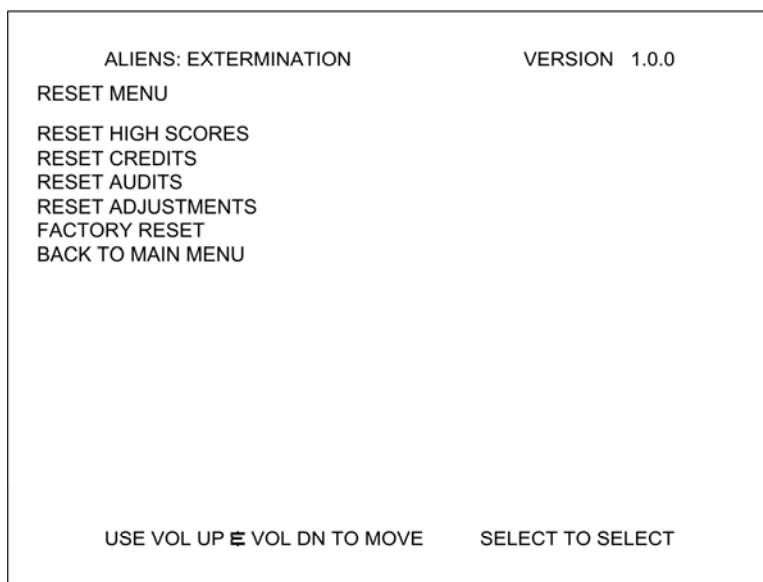 ALIENS: EXTERMINATION VERSION 1.0.0
RESET MENU
RESET HIGH SCORES
RESET CREDITS
RESET AUDITS
RESET ADJUSTMENTS
FACTORY RESET
BACK TO MAIN MENU
USE VOL UP & VOL DN TO MOVE SELECT TO SELECT